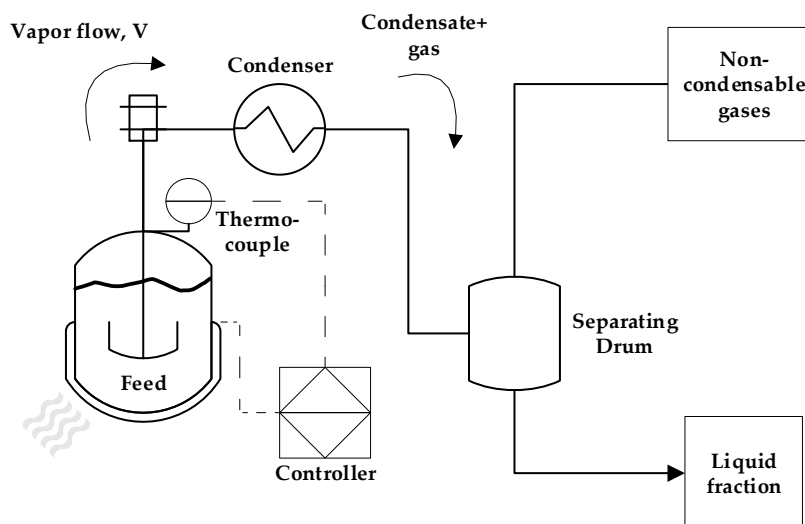 Vapor flow, V
Condensate+
gas
Condenser
Non-
condensable
gases
Thermo-
couple
Separating
Drum
Feed
Controller
Liquid
fraction